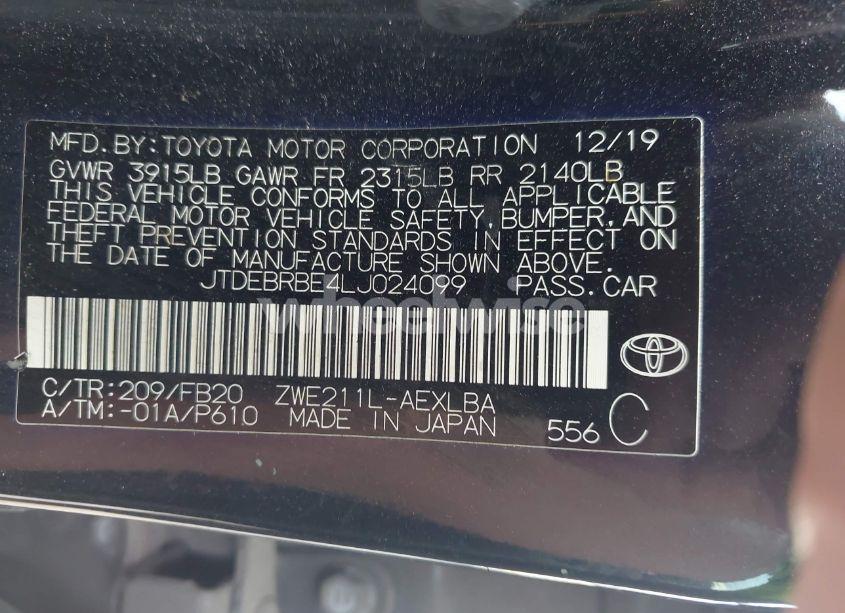 MFD. BY: TOYOTA MOTOR CORPORATION 12/19
GVWR 3915LB GAWR FR 2315LB RR 2140LB
THIS VEHICLE CONFORMS TO ALL APPLICABLE
FEDERAL MOTOR VEHICLE SAFETY, BUMPER, AND
THEFT PREVENTION STANDARDS IN EFFECT ON
THE DATE OF MANUFACTURE SHOWN ABOVE.
JTDEBRBE4LJ024099 PASS. CAR
wheelwise
C/TR: 209/FB20 ZWE211L-AEXLBA
A/TM: -01A/P610 MADE IN JAPAN 556 C